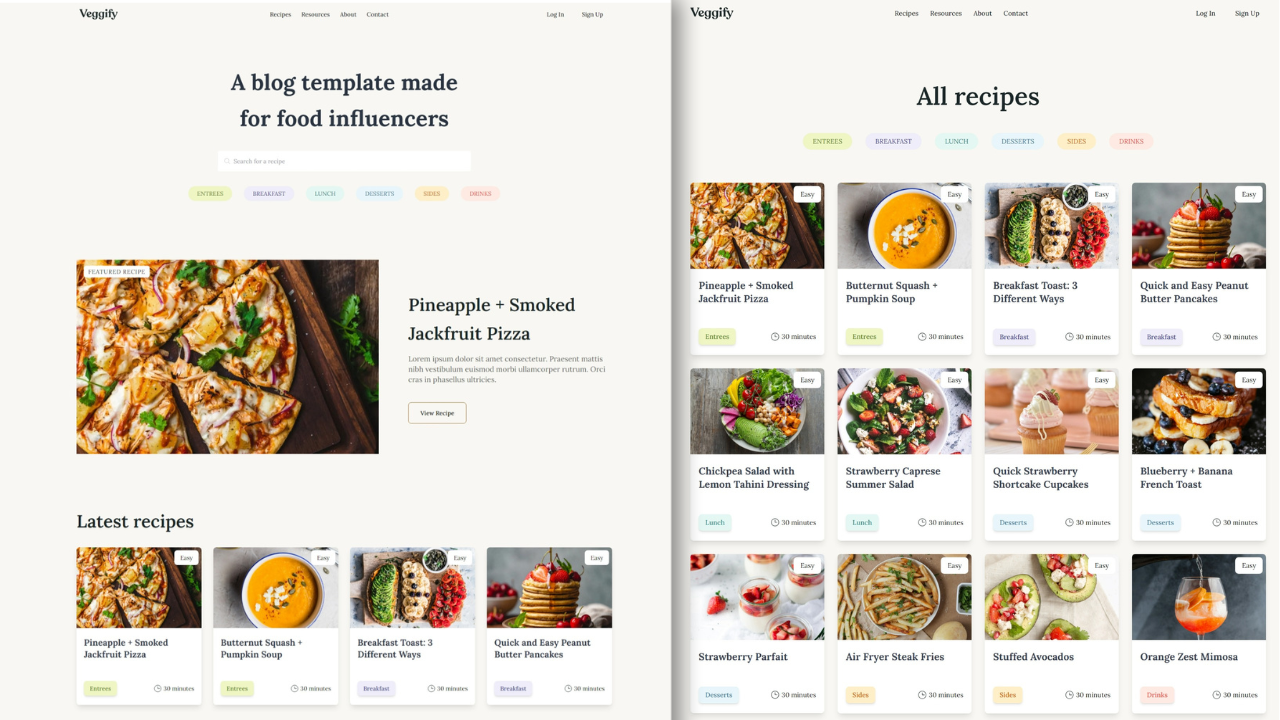 Veggify
Recipes Resources About Contact
Log In Sign Up
A blog template made
for food influencers
Search for a recipe
ENTREES BREAKFAST LUNCH DESSERTS SIDES DRINKS
FEATURED RECIPE
Pineapple + Smoked
Jackfruit Pizza
Lorem ipsum dolor sit amet consectetur. Praesent mattis
nibh vestibulum euismod morbi ullamcorper rutrum. Orci
cras in phasellus ultricies.
View Recipe
Latest recipes
Easy
Pineapple + Smoked
Jackfruit Pizza
Entrees 30 minutes
Easy
Butternut Squash +
Pumpkin Soup
Entrees 30 minutes
Easy
Breakfast Toast: 3
Different Ways
Breakfast 30 minutes
Easy
Quick and Easy Peanut
Butter Pancakes
Breakfast 30 minutes
Veggify
Recipes Resources About Contact
Log In Sign Up
All recipes
ENTREES BREAKFAST LUNCH DESSERTS SIDES DRINKS
Easy
Pineapple + Smoked
Jackfruit Pizza
Entrees 30 minutes
Easy
Butternut Squash +
Pumpkin Soup
Entrees 30 minutes
Easy
Breakfast Toast: 3
Different Ways
Breakfast 30 minutes
Easy
Quick and Easy Peanut
Butter Pancakes
Breakfast 30 minutes
Easy
Chickpea Salad with
Lemon Tahini Dressing
Lunch 30 minutes
Easy
Strawberry Caprese
Summer Salad
Lunch 30 minutes
Easy
Quick Strawberry
Shortcake Cupcakes
Desserts 30 minutes
Easy
Blueberry + Banana
French Toast
Desserts 30 minutes
Easy
Strawberry Parfait
Desserts 30 minutes
Easy
Air Fryer Steak Fries
Sides 30 minutes
Easy
Stuffed Avocados
Sides 30 minutes
Easy
Orange Zest Mimosa
Drinks 30 minutes